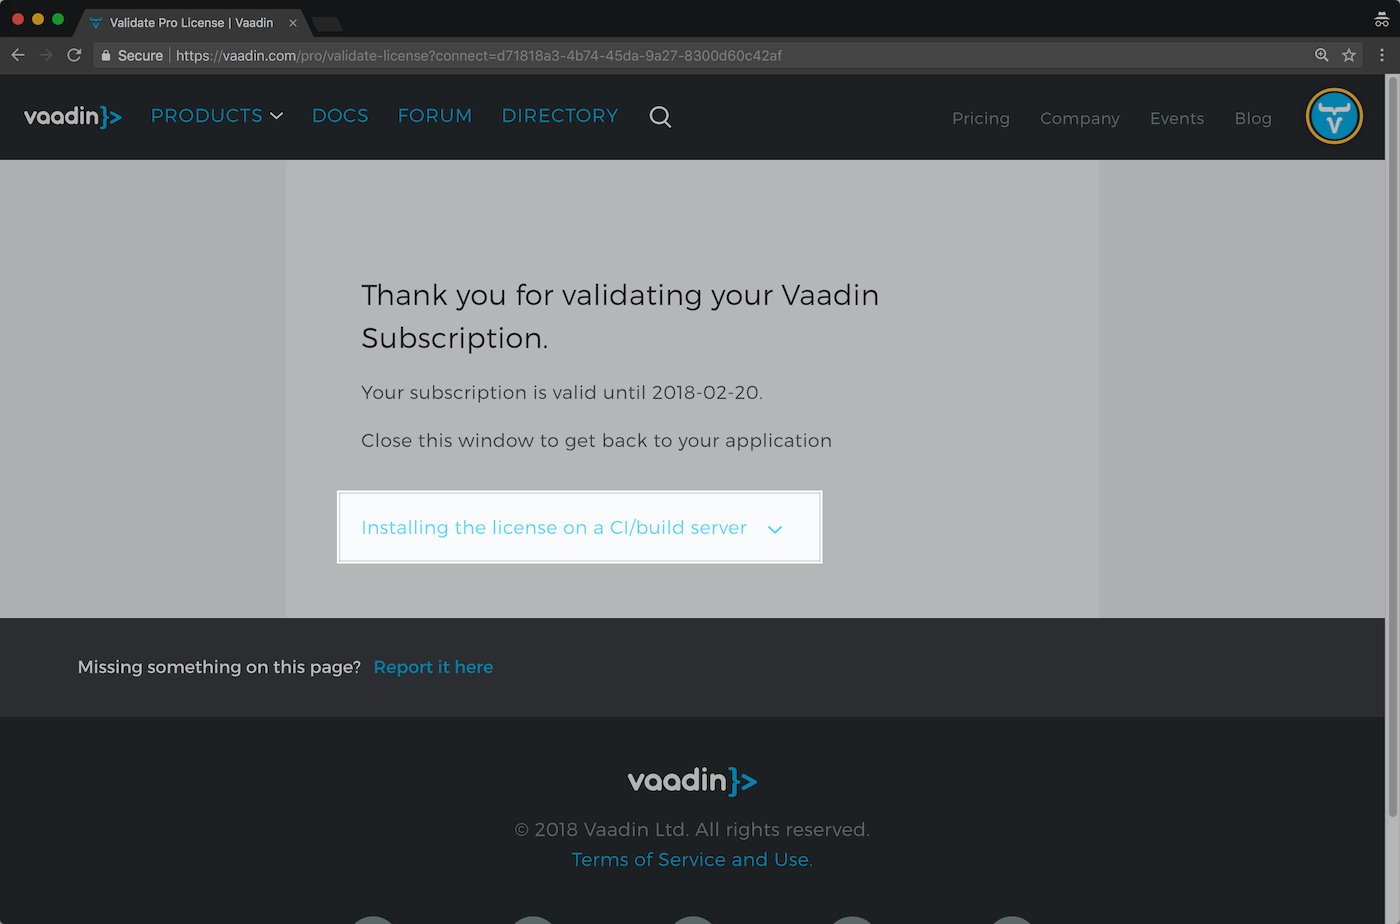 Validate Pro License | Vaadin
Secure https://vaadin.com/pro/validate-license?connect=d71818a3-4b74-45da-9a27-8300d60c42af
vaadin}> PRODUCTS DOCS FORUM DIRECTORY Pricing Company Events Blog
Thank you for validating your Vaadin
Subscription.
Your subscription is valid until 2018-02-20.
Close this window to get back to your application
Installing the license on a CI/build server
Missing something on this page? Report it here
vaadin}>
© 2018 Vaadin Ltd. All rights reserved.
Terms of Service and Use.